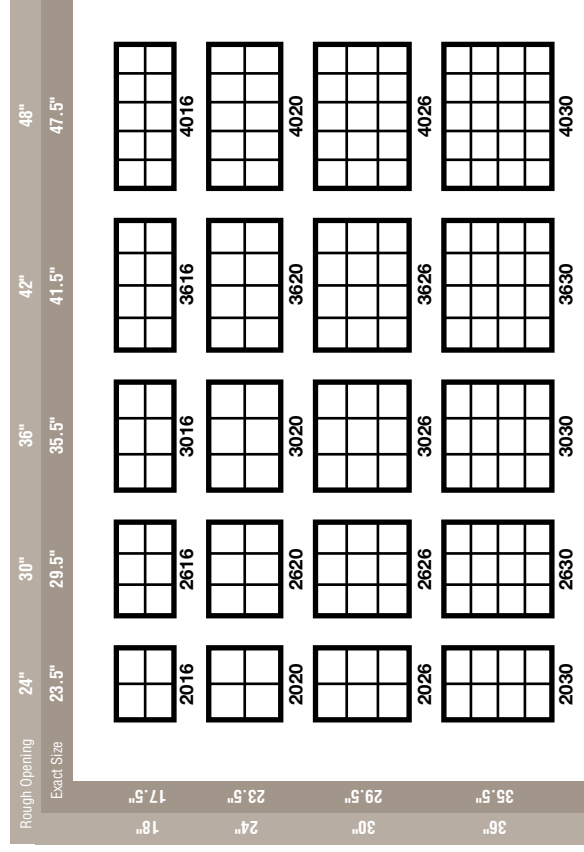 Rough Opening 24" 30" 36" 42" 48"
Exact Size 23.5" 29.5" 35.5" 41.5" 47.5"
18" 17.5"
2016 2616 3016 3616 4016
24" 23.5"
2020 2620 3020 3620 4020
30" 29.5"
2026 2626 3026 3626 4026
36" 35.5"
2030 2630 3030 3630 4030